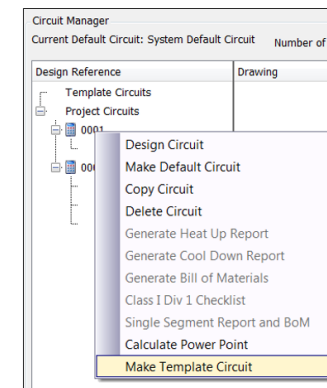 Circuit Manager
Current Default Circuit: System Default Circuit Number of
Design Reference Drawing
Template Circuits
Project Circuits
0001
Design Circuit
Make Default Circuit
Copy Circuit
Delete Circuit
Generate Heat Up Report
Generate Cool Down Report
Generate Bill of Materials
Class I Div 1 Checklist
Single Segment Report and BoM
Calculate Power Point
Make Template Circuit